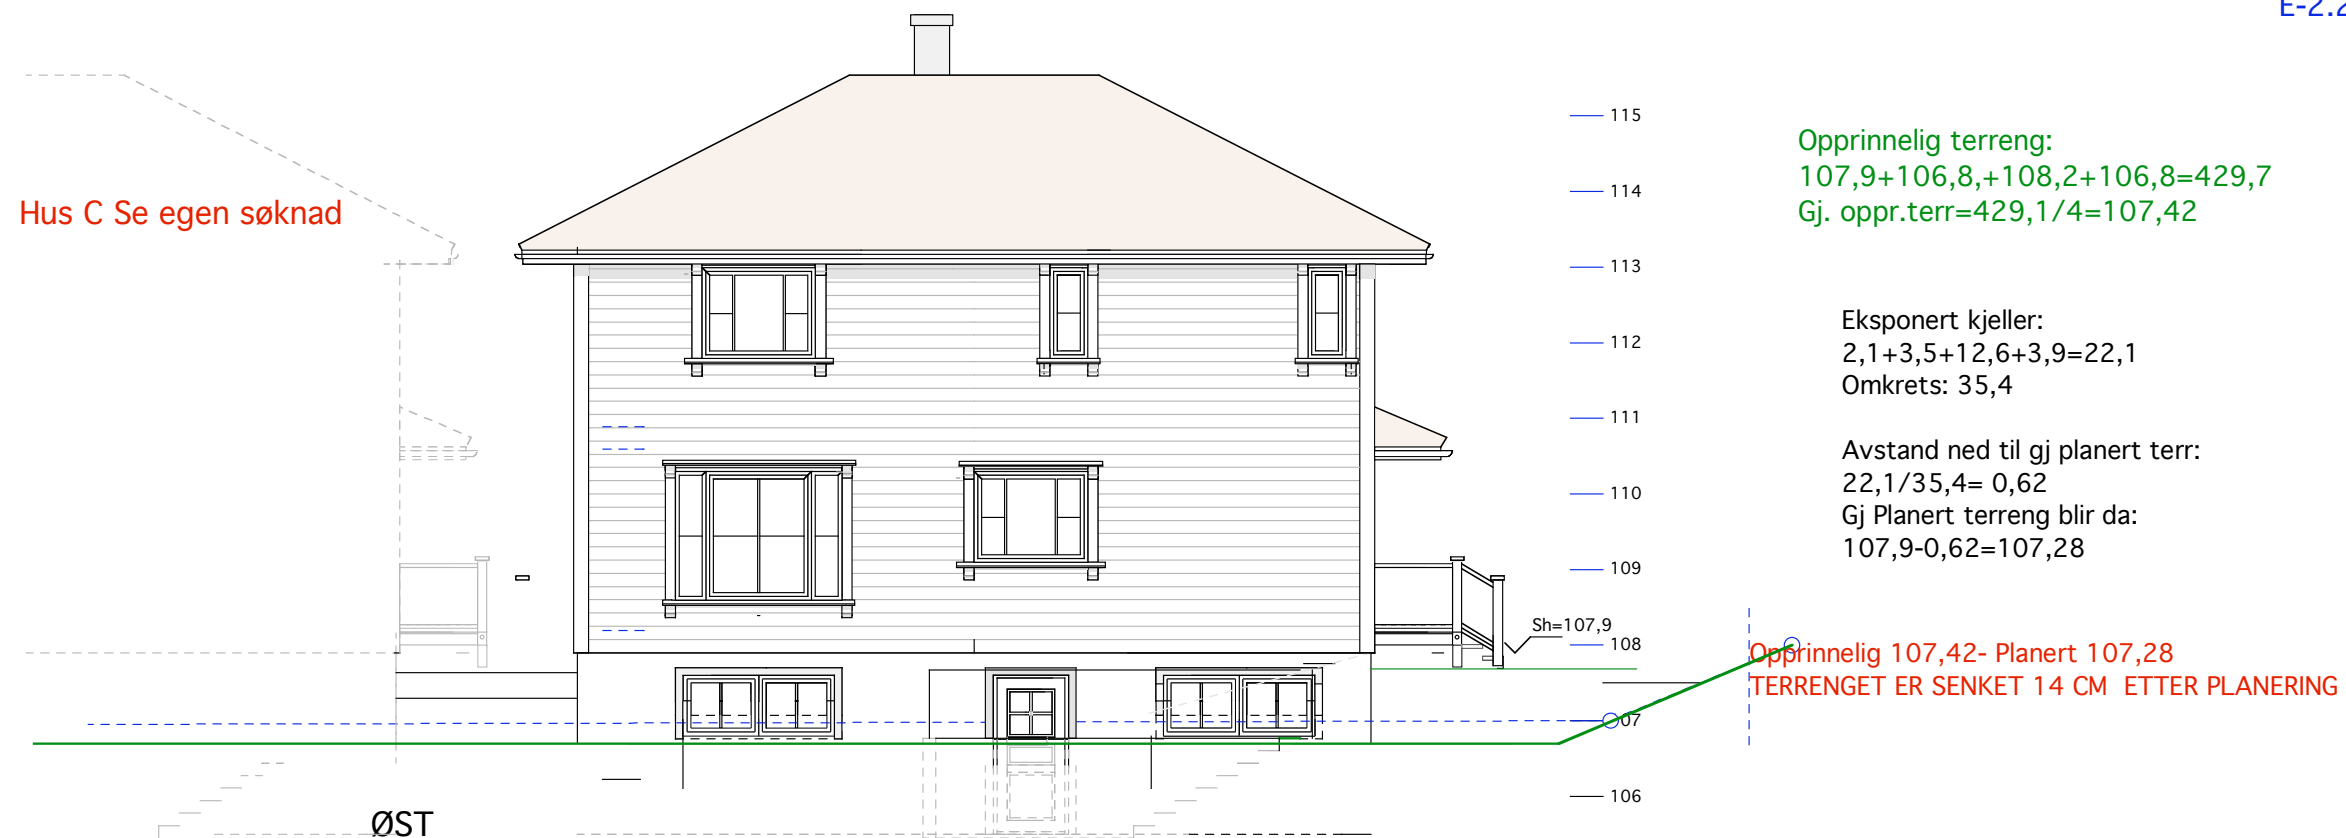 E-2.2
115
Opprinnelig terreng:
107,9+106,8,+108,2+106,8=429,7
Gj. oppr.terr=429,1/4=107,42
114
Hus C Se egen søknad
113
Eksponert kjeller:
2,1+3,5+12,6+3,9=22,1
Omkrets: 35,4
112
111
Avstand ned til gj planert terr:
22,1/35,4= 0,62
Gj Planert terreng blir da:
107,9-0,62=107,28
110
109
Sh=107,9
108
Opprinnelig 107,42- Planert 107,28
TERRENGET ER SENKET 14 CM ETTER PLANERING
07
106
ØST